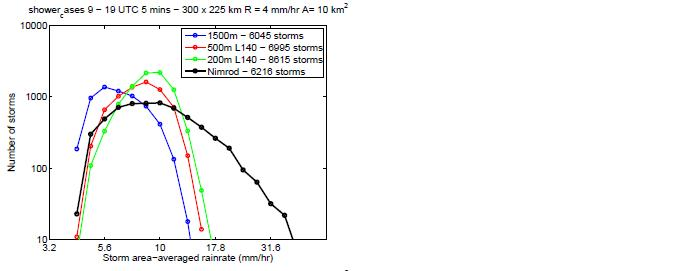 shower_cases 9 − 19 UTC 5 mins − 300 x 225 km R = 4 mm/hr A= 10 km2
10000
1000
100
10
Number of storms
1500m − 6045 storms
500m L140 − 6995 storms
200m L140 − 8615 storms
Nimrod − 6216 storms
3.2 5.6 10 17.8 31.6
Storm area−averaged rainrate (mm/hr)